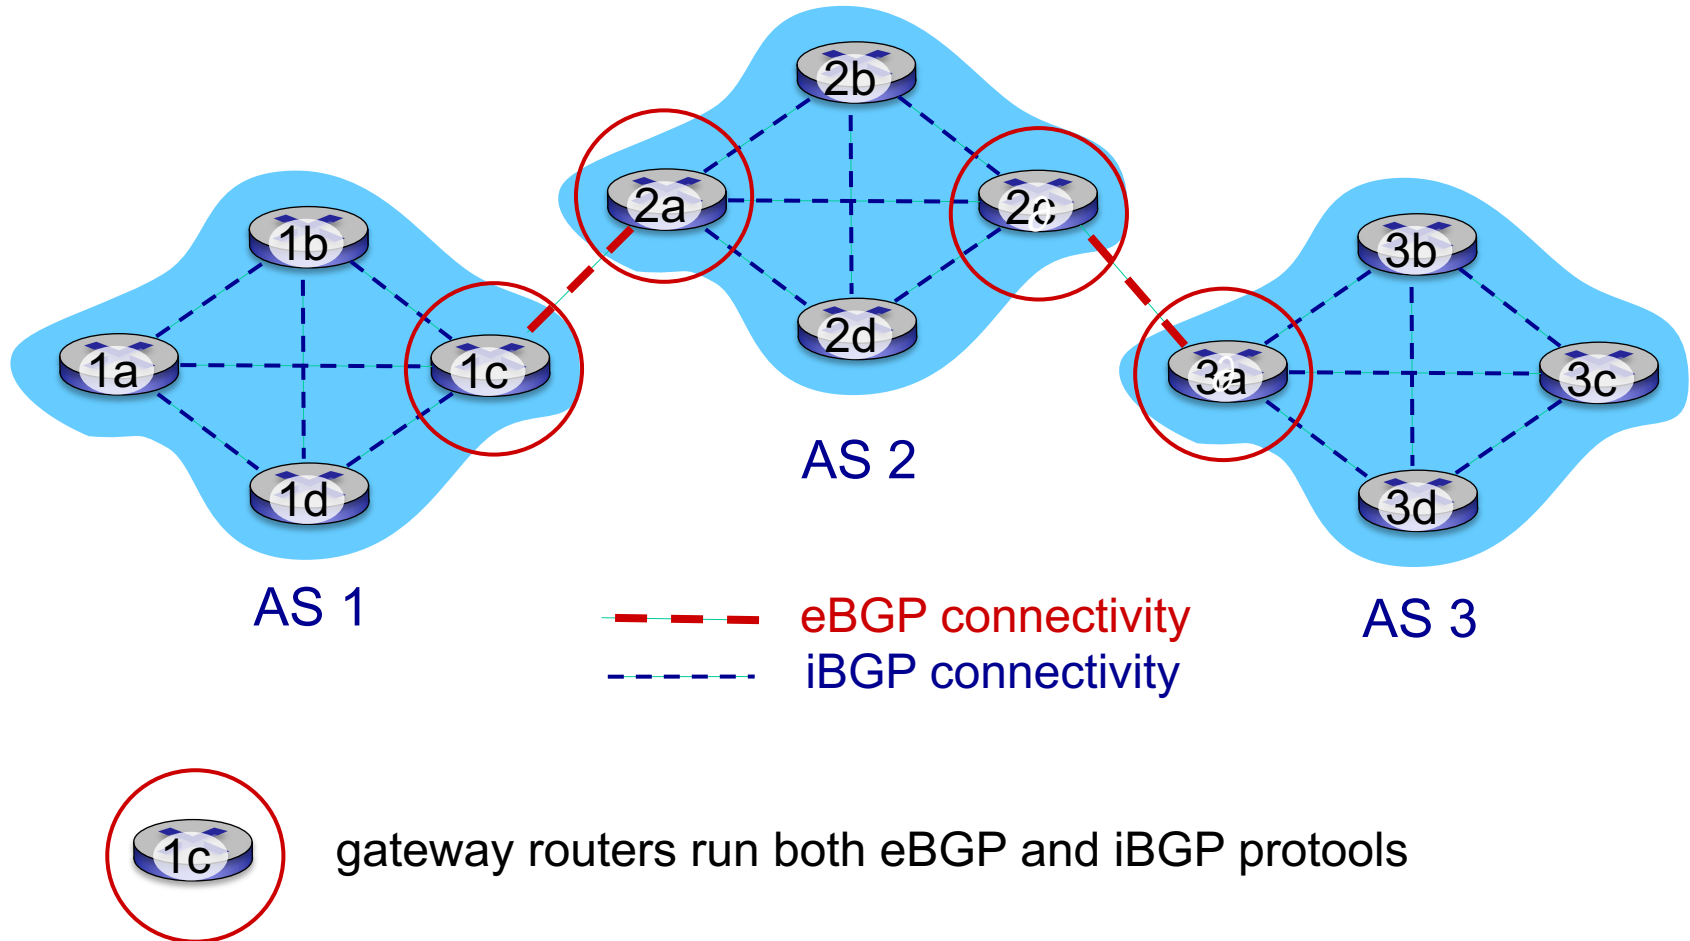 2b
2a
2c
1b
3b
2d
1a
1c
3a
3c
AS 2
1d
3d
AS 1
eBGP connectivity
AS 3
iBGP connectivity
1c
gateway routers run both eBGP and iBGP protools